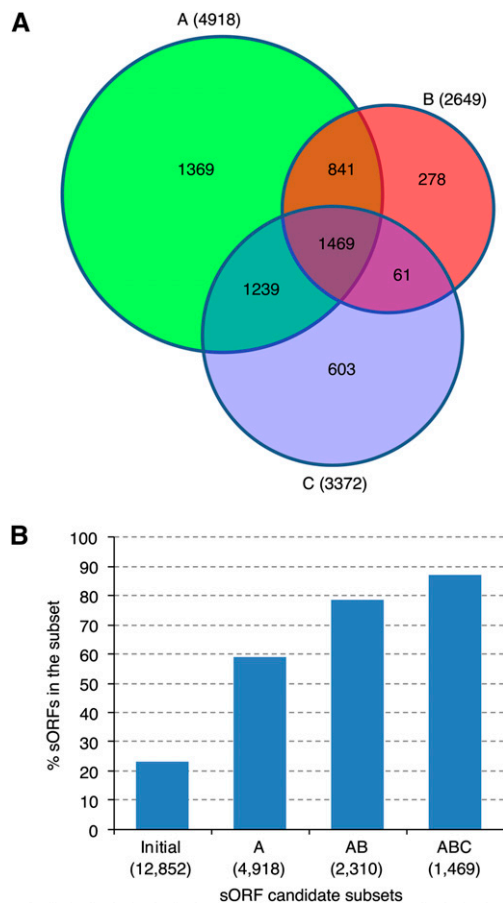 A
A (4918)
B (2649)
1369
841
278
1469
61
1239
603
C (3372)
B
% sORFs in the subset
100
90
80
70
60
50
40
30
20
10
0
Initial A AB ABC
(12,852) (4,918) (2,310) (1,469)
sORF candidate subsets